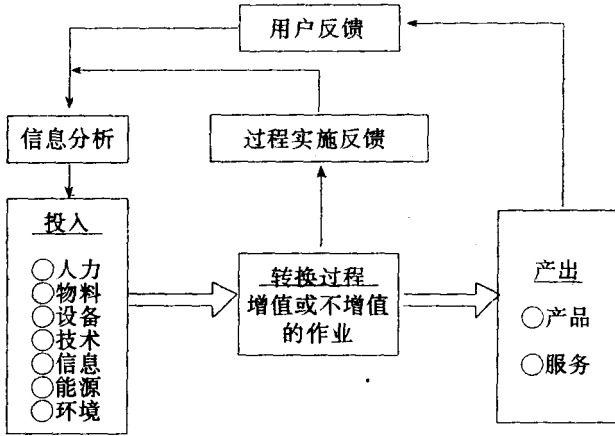 用户反馈
信息分析
过程实施反馈
投入
○人力
○物料
○设备
○技术
○信息
○能源
○环境
转换过程
增值或不增值
的作业
产出
○产品
○服务